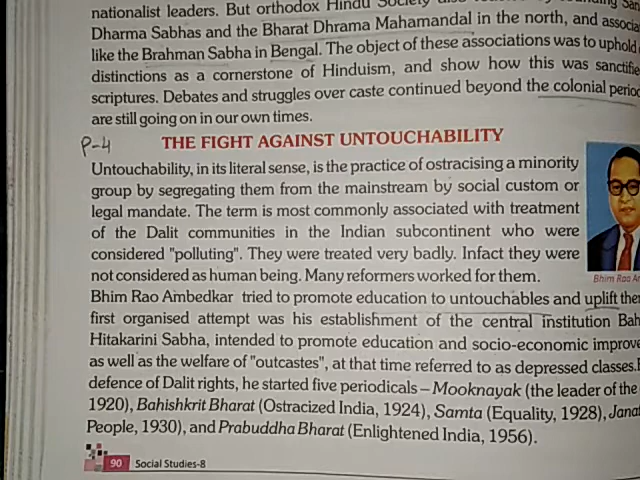 nationalist leaders. But orthodox Hindu Society
Dharma Sabhas and the Bharat Dhrama Mahamandal in the north, and associa
like the Brahman Sabha in Bengal. The object of these associations was to uphold
distinctions as a cornerstone of Hinduism, and show how this was sanctifie
scriptures. Debates and struggles over caste continued beyond the colonial perio
are still going on in our own times.
P-4
THE FIGHT AGAINST UNTOUCHABILITY
Untouchability, in its literal sense, is the practice of ostracising a minority
group by segregating them from the mainstream by social custom or
legal mandate. The term is most commonly associated with treatment
of the Dalit communities in the Indian subcontinent who were
considered "polluting". They were treated very badly. Infact they were
not considered as human being. Many reformers worked for them.
Bhim Rao A
Bhim Rao Ambedkar tried to promote education to untouchables and uplift the
first organised attempt was his establishment of the central institution Bah
Hitakarini Sabha, intended to promote education and socio-economic improve
as well as the welfare of "outcastes", at that time referred to as depressed classes.
defence of Dalit rights, he started five periodicals – Mooknayak (the leader of the
1920), Bahishkrit Bharat (Ostracized India, 1924), Samta (Equality, 1928), Jana
People, 1930), and Prabuddha Bharat (Enlightened India, 1956).
90 Social Studies-8